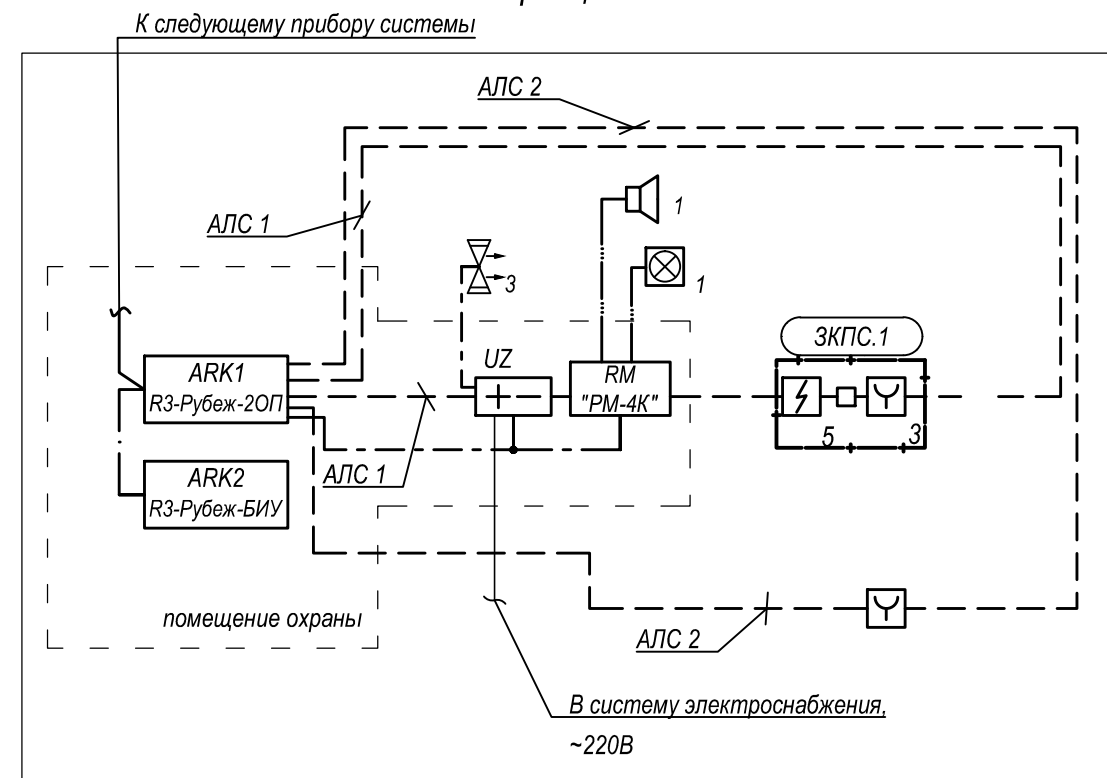 К следующему прибору системы
АЛС 2
АЛС 1
1
1
3
UZ
ЗКПС.1
ARK1
R3-Рубеж-2ОП
RM
"РМ-4К"
5
3
АЛС 1
ARK2
R3-Рубеж-БИУ
помещение охраны
АЛС 2
В систему электроснабжения,
~220В